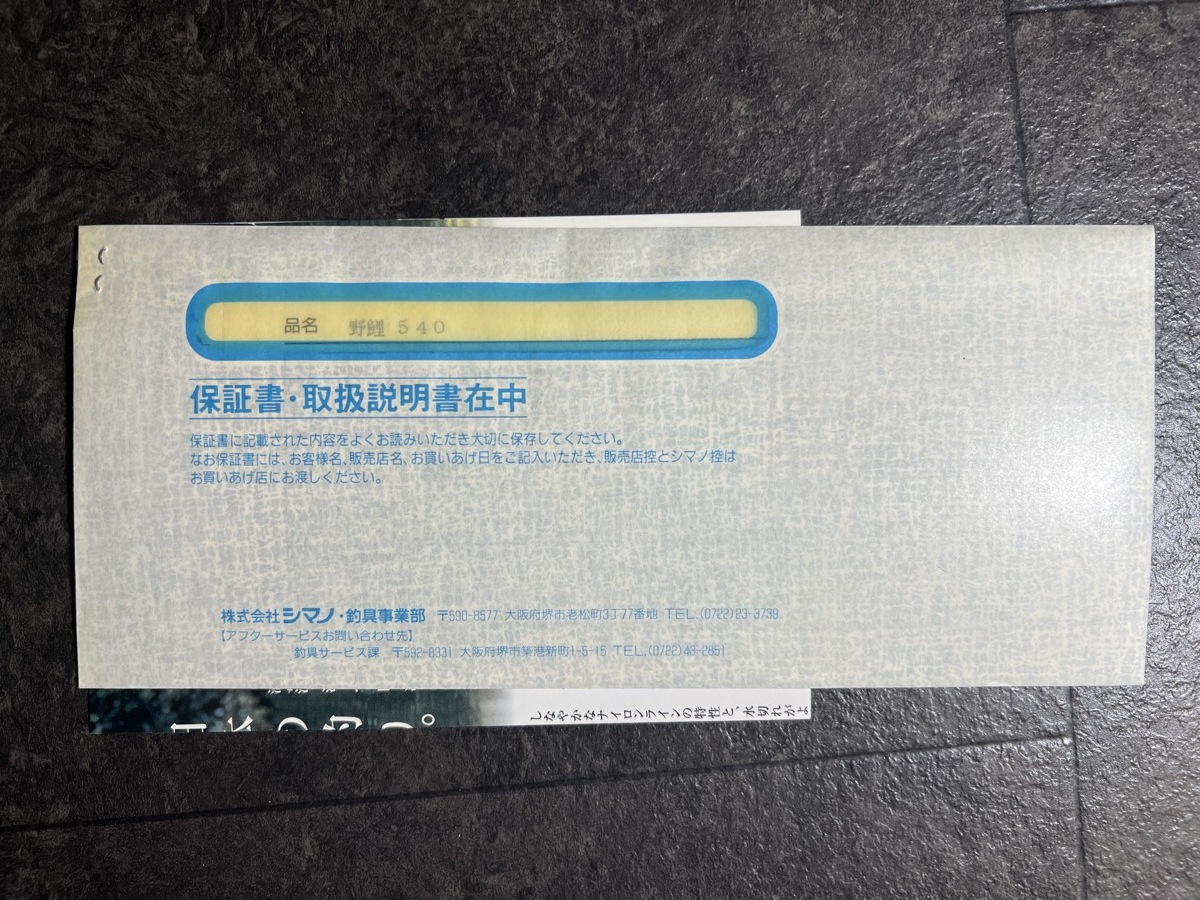 品名 野鯉 540
保証書・取扱説明書在中
保証書に記載された内容をよくお読みいただき大切に保存してください。
なお保証書には、お客様名、販売店名、お買いあげ日をご記入いただき、販売店控とシマノ控は
お買いあげ店にお渡しください。
株式会社シマノ・釣具事業部 〒590-8577 大阪府堺市老松町3丁77番地 TEL.(0722)23-3739
【アフターサービスお問い合わせ先】
釣具サービス課 〒592-8331 大阪府堺市築港新町1-5-15 TEL.(0722)43-2851
しなやかなナイロンラインの特性と、水切れがよ